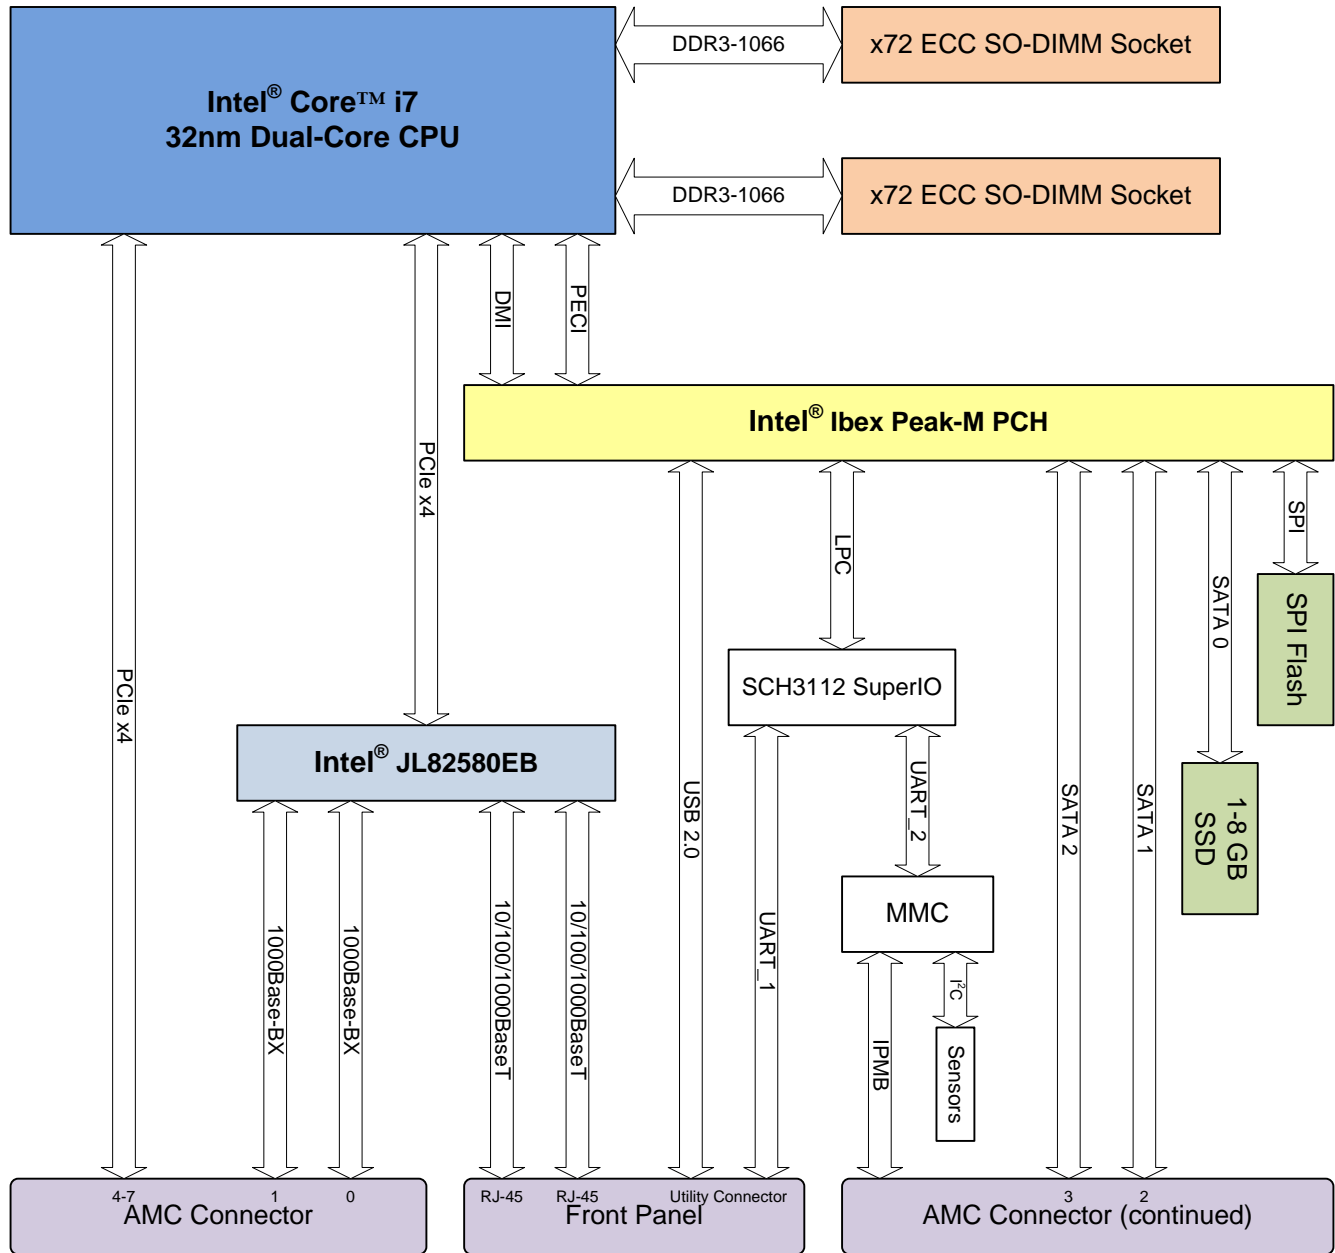 DDR3-1066
x72 ECC SO-DIMM Socket
Intel® Core™ i7
32nm Dual-Core CPU
DDR3-1066
x72 ECC SO-DIMM Socket
DMI
PECI
Intel® Ibex Peak-M PCH
PCIe x4
PCIe x4
LPC
SPI
SPI Flash
SATA 0
SCH3112 SuperIO
Intel® JL82580EB
USB 2.0
UART_2
SATA 2
SATA 1
1-8 GB
SSD
MMC
1000Base-BX
1000Base-BX
10/100/1000BaseT
10/100/1000BaseT
UART_1
I²C
IPMB
Sensors
4-7
1
0
AMC Connector
RJ-45
RJ-45
Utility Connector
Front Panel
3
2
AMC Connector (continued)